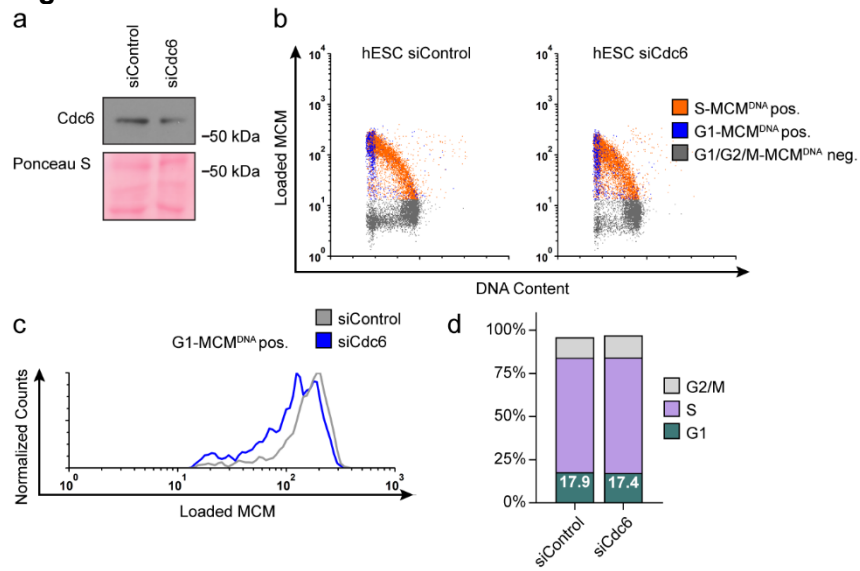 a
siControl
siCdc6
Cdc6
–50 kDa
Ponceau S
–50 kDa
b
hESC siControl
hESC siCdc6
Loaded MCM
10⁴
10³
10²
10¹
10⁰
10⁴
10³
10²
10¹
10⁰
S-MCMᴰᴺᴬ pos.
G1-MCMᴰᴺᴬ pos.
G1/G2/M-MCMᴰᴺᴬ neg.
DNA Content
c
G1-MCMᴰᴺᴬ pos.
siControl
siCdc6
Normalized Counts
10⁰ 10¹ 10² 10³
Loaded MCM
d
100%
75%
50%
25%
0%
17.9 17.4
G2/M
S
G1
siControl
siCdc6